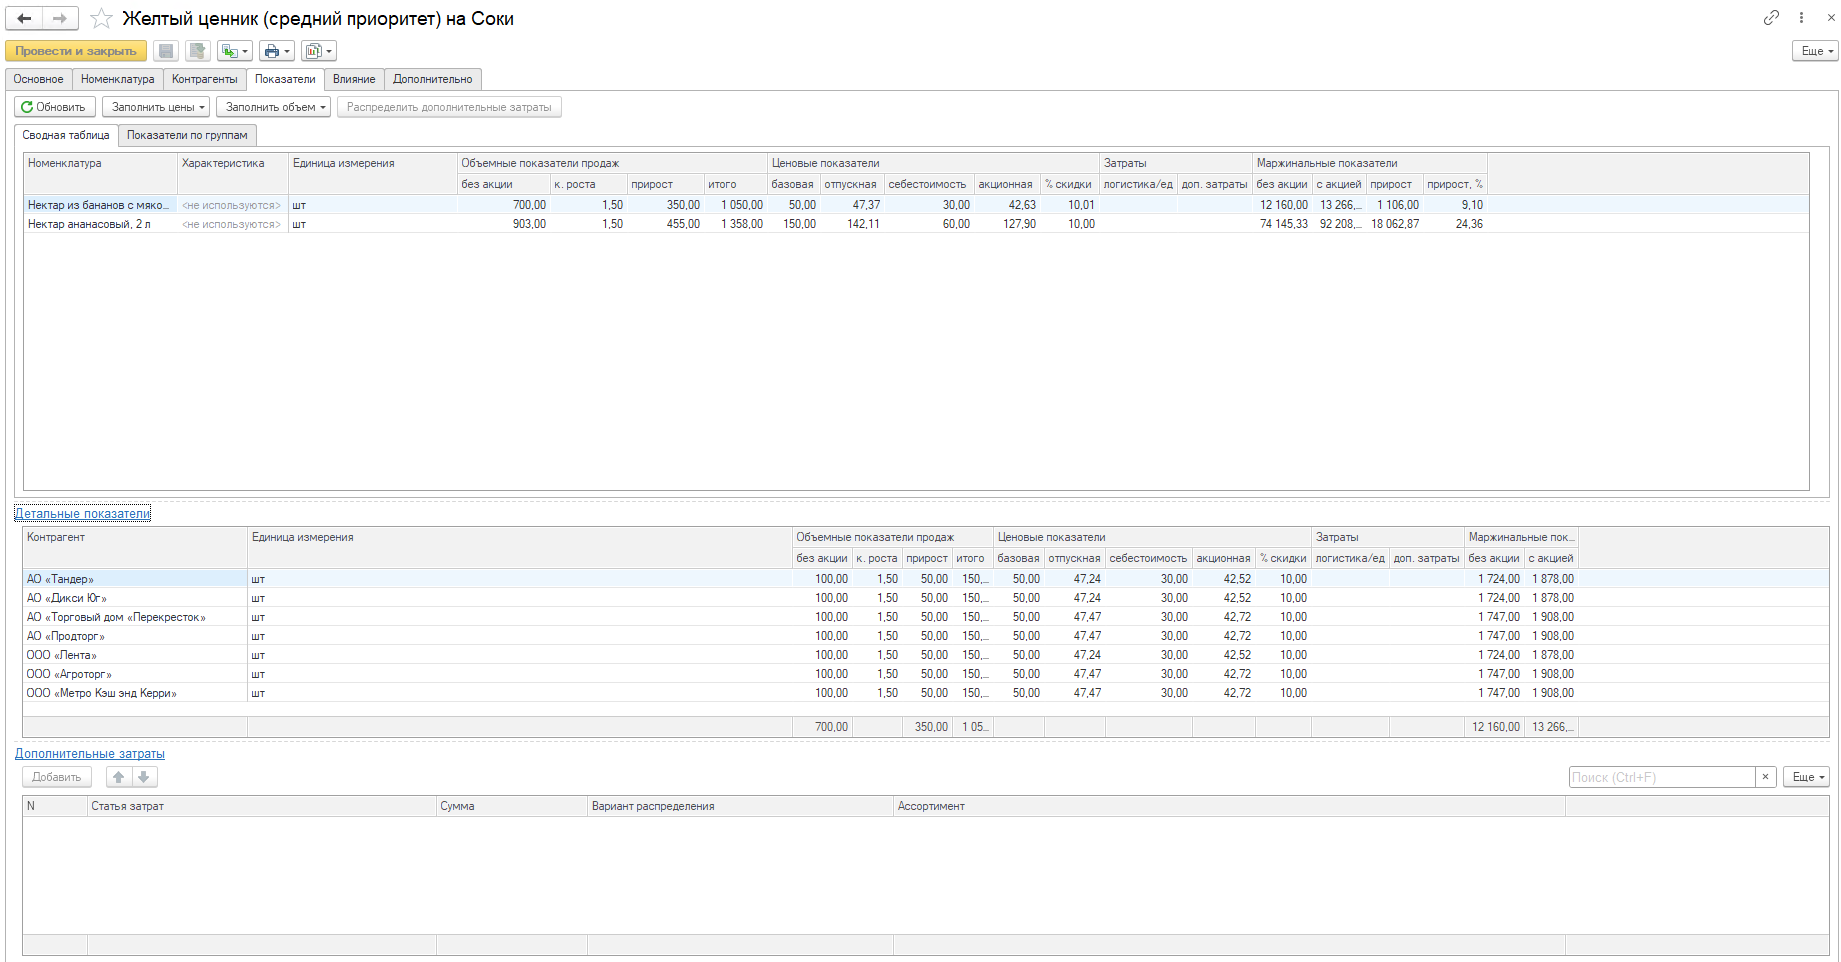 Желтый ценник (средний приоритет) на Соки
Провести и закрыть
Еще
Основное Номенклатура Контрагенты Показатели Влияние Дополнительно
Обновить Заполнить цены Заполнить объем Распределить дополнительные затраты
Сводная таблица Показатели по группам
Номенклатура Характеристика Единица измерения Объемные показатели продаж Ценовые показатели Затраты Маржинальные показатели
без акции к. роста прирост итого базовая отпускная себестоимость акционная % скидки логистика/ед доп. затраты без акции с акцией прирост прирост, %
Нектар из бананов с мяко... <не используются> шт 700,00 1,50 350,00 1 050,00 50,00 47,37 30,00 42,63 10,01 12 160,00 13 266,... 1 106,00 9,10
Нектар ананасовый, 2 л <не используются> шт 903,00 1,50 455,00 1 358,00 150,00 142,11 60,00 127,90 10,00 74 145,33 92 208,... 18 062,87 24,36
Детальные показатели
Контрагент Единица измерения Объемные показатели продаж Ценовые показатели Затраты Маржинальные пок...
без акции к. роста прирост итого базовая отпускная себестоимость акционная % скидки логистика/ед доп. затраты без акции с акцией
АО «Тандер» шт 100,00 1,50 50,00 150,... 50,00 47,24 30,00 42,52 10,00 1 724,00 1 878,00
АО «Дикси Юг» шт 100,00 1,50 50,00 150,... 50,00 47,24 30,00 42,52 10,00 1 724,00 1 878,00
АО «Торговый дом «Перекресток» шт 100,00 1,50 50,00 150,... 50,00 47,47 30,00 42,72 10,00 1 747,00 1 908,00
АО «Продторг» шт 100,00 1,50 50,00 150,... 50,00 47,47 30,00 42,72 10,00 1 747,00 1 908,00
ООО «Лента» шт 100,00 1,50 50,00 150,... 50,00 47,24 30,00 42,52 10,00 1 724,00 1 878,00
ООО «Агроторг» шт 100,00 1,50 50,00 150,... 50,00 47,47 30,00 42,72 10,00 1 747,00 1 908,00
ООО «Метро Кэш энд Керри» шт 100,00 1,50 50,00 150,... 50,00 47,47 30,00 42,72 10,00 1 747,00 1 908,00
700,00 350,00 1 05... 12 160,00 13 266,...
Дополнительные затраты
Добавить Поиск (Ctrl+F) × Еще
N Статья затрат Сумма Вариант распределения Ассортимент